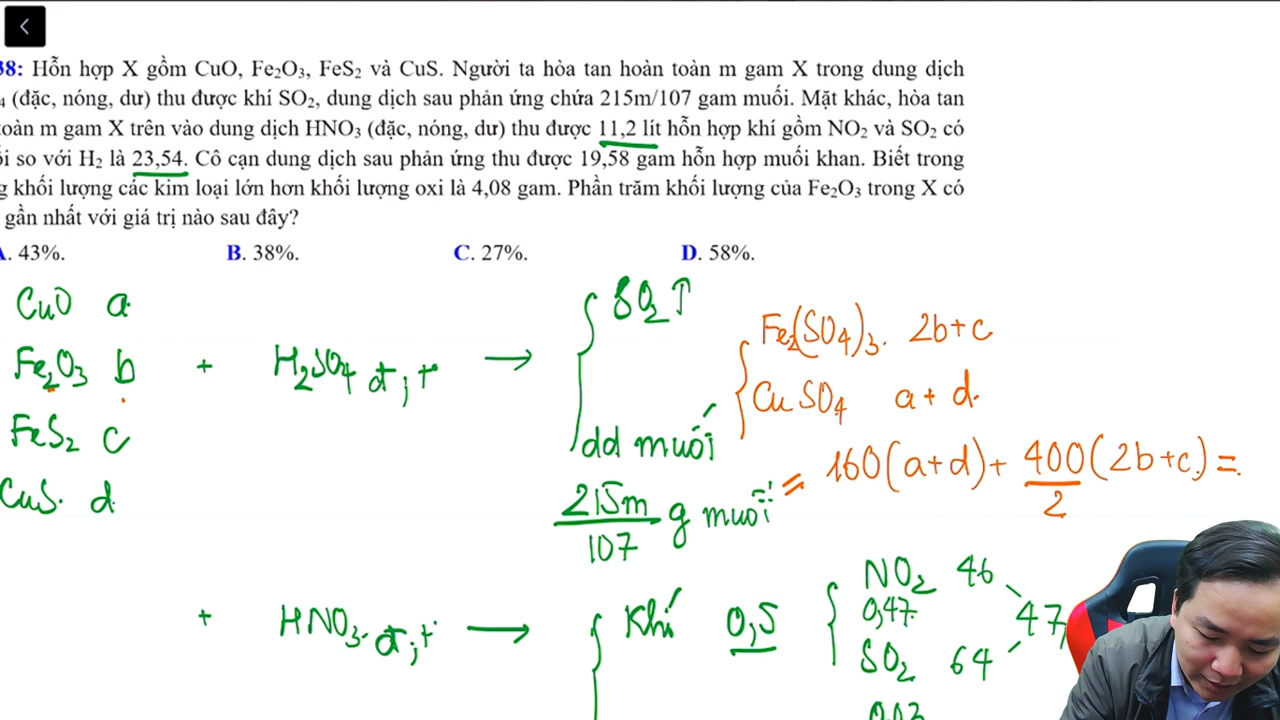 38: Hỗn hợp X gồm CuO, Fe₂O₃, FeS₂ và CuS. Người ta hòa tan hoàn toàn m gam X trong dung dịch
₄ (đặc, nóng, dư) thu được khí SO₂, dung dịch sau phản ứng chứa 215m/107 gam muối. Mặt khác, hòa tan
toàn m gam X trên vào dung dịch HNO₃ (đặc, nóng, dư) thu được 11,2 lít hỗn hợp khí gồm NO₂ và SO₂ có
ối so với H₂ là 23,54. Cô cạn dung dịch sau phản ứng thu được 19,58 gam hỗn hợp muối khan. Biết trong
g khối lượng các kim loại lớn hơn khối lượng oxi là 4,08 gam. Phần trăm khối lượng của Fe₂O₃ trong X có
gần nhất với giá trị nào sau đây?
A. 43%. B. 38%. C. 27%. D. 58%.
CuO a
Fe₂O₃ b + H₂SO₄ đ,t →
FeS₂ c
CuS d
SO₂↑
dd muối
215m/107 g muối
Fe₂(SO₄)₃ 2b+c
CuSO₄ a+d
= 160(a+d) + 400/2 (2b+c) =
+ HNO₃ đ,t → Khí 0,5
NO₂ 46
0,47
47
SO₂ 64
0,03